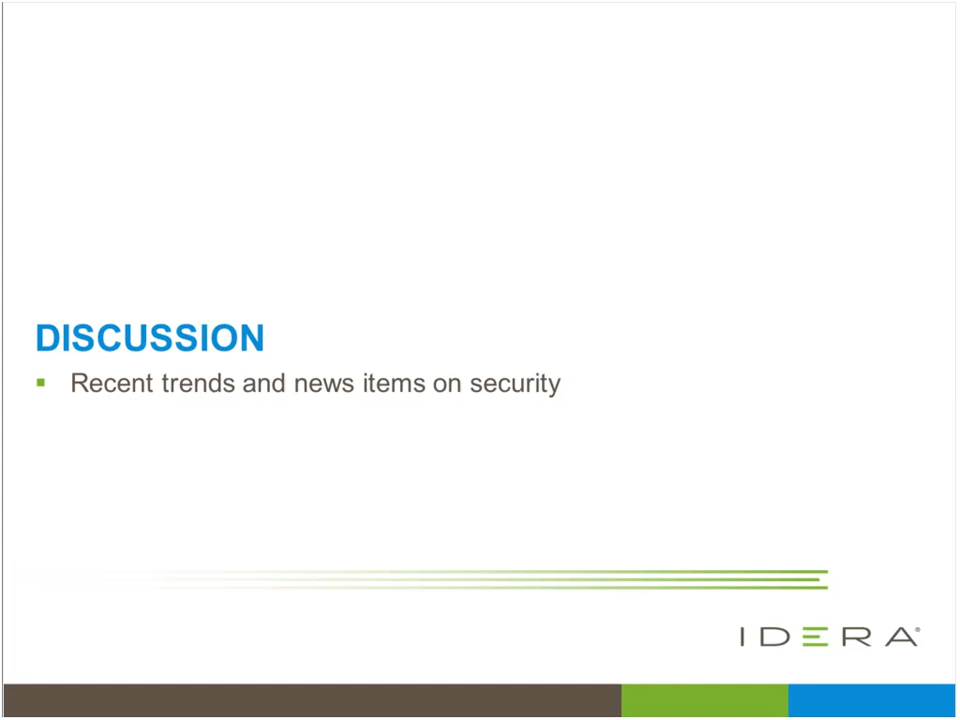 DISCUSSION
▪ Recent trends and news items on security
IDERA®